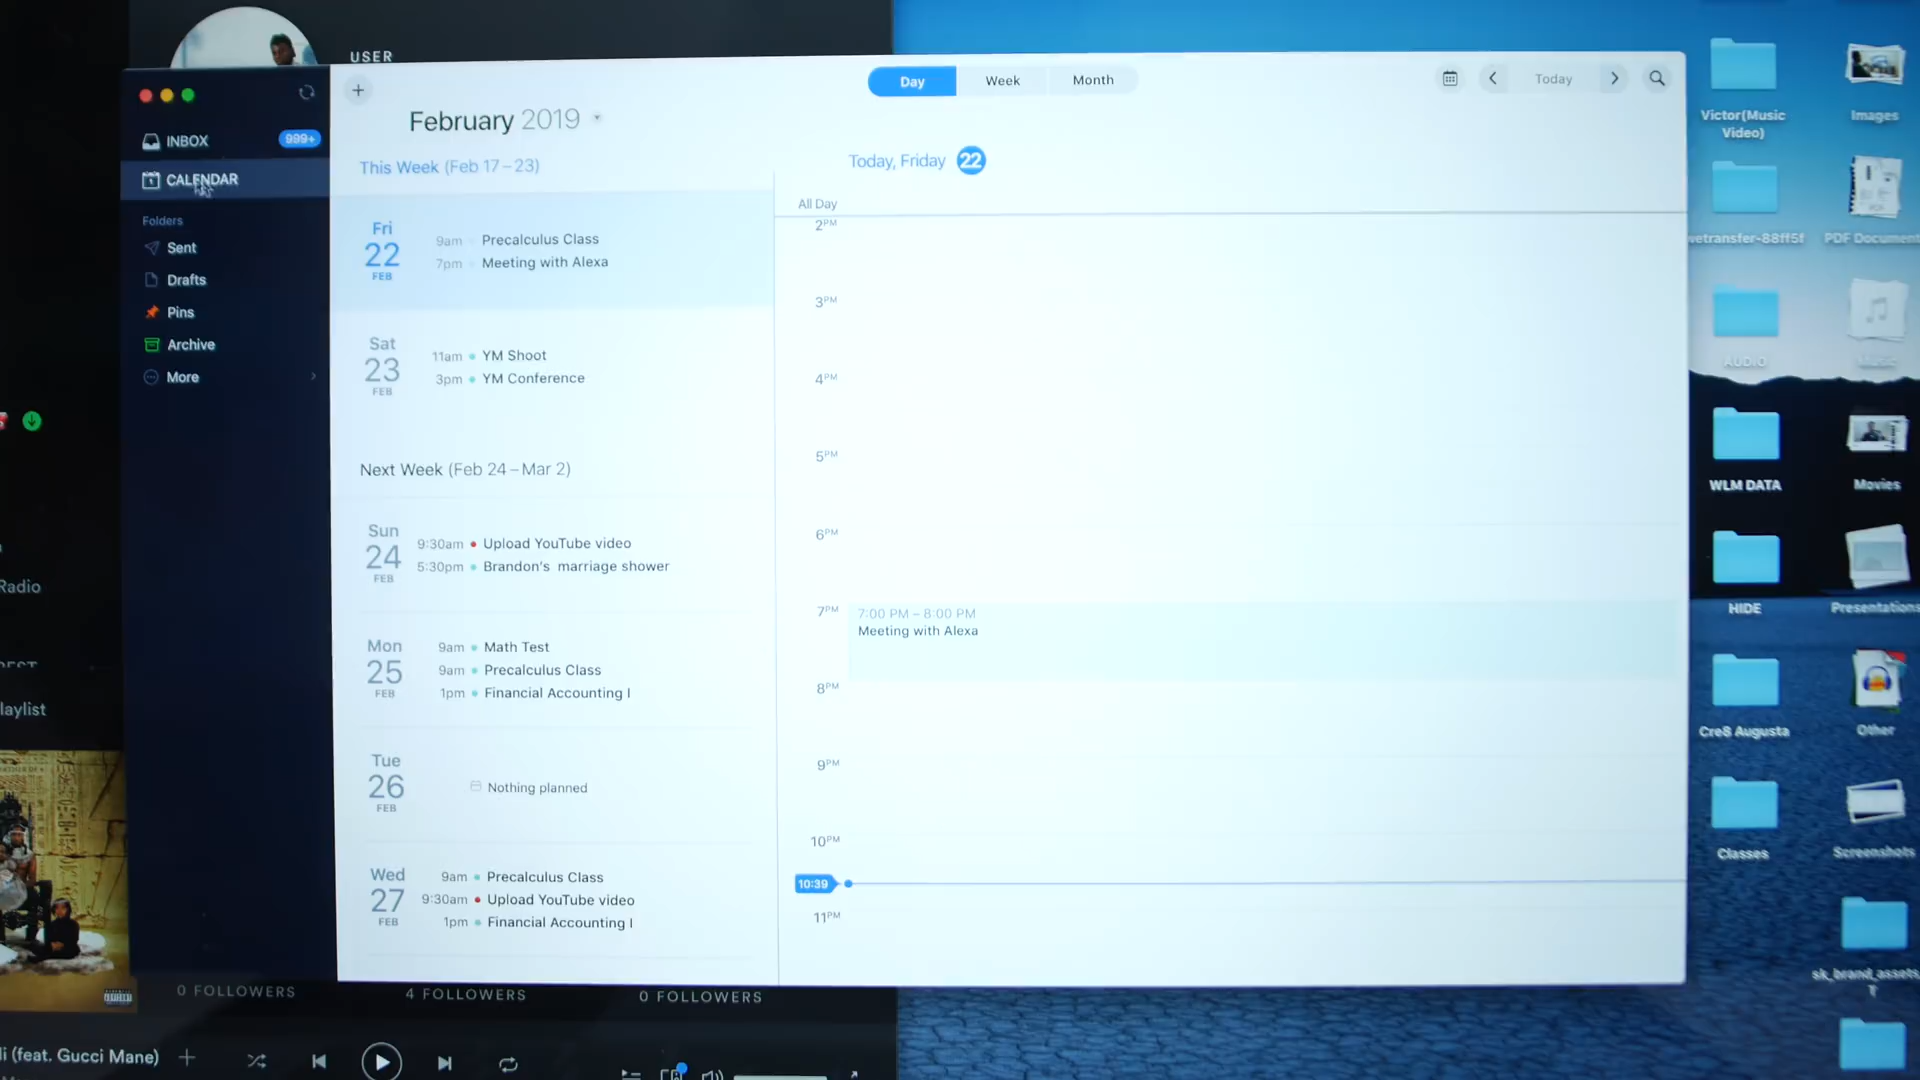 USER
Day
Week
Month
Today
INBOX
999+
CALENDAR
Folders
Sent
Drafts
Pins
Archive
More
February 2019
This Week (Feb 17 – 23)
Fri
22
FEB
9am Precalculus Class
7pm Meeting with Alexa
Sat
23
FEB
11am YM Shoot
3pm YM Conference
Next Week (Feb 24 – Mar 2)
Sun
24
FEB
9:30am Upload YouTube video
5:30pm Brandon's marriage shower
Mon
25
FEB
9am Math Test
9am Precalculus Class
1pm Financial Accounting I
Tue
26
FEB
Nothing planned
Wed
27
FEB
9am Precalculus Class
9:30am Upload YouTube video
1pm Financial Accounting I
Today, Friday 22
All Day
2PM
3PM
4PM
5PM
6PM
7PM
7:00 PM – 8:00 PM
Meeting with Alexa
8PM
9PM
10PM
10:39
11PM
Victor(Music
Video)
Images
wetransfer-88ff5f
PDF Document
AUDIO
Music
WLM DATA
Movies
HIDE
Presentations
Cre8 Augusta
Other
Classes
Screenshots
sk_brand_assets
Radio
laylist
0 FOLLOWERS
4 FOLLOWERS
0 FOLLOWERS
(feat. Gucci Mane)